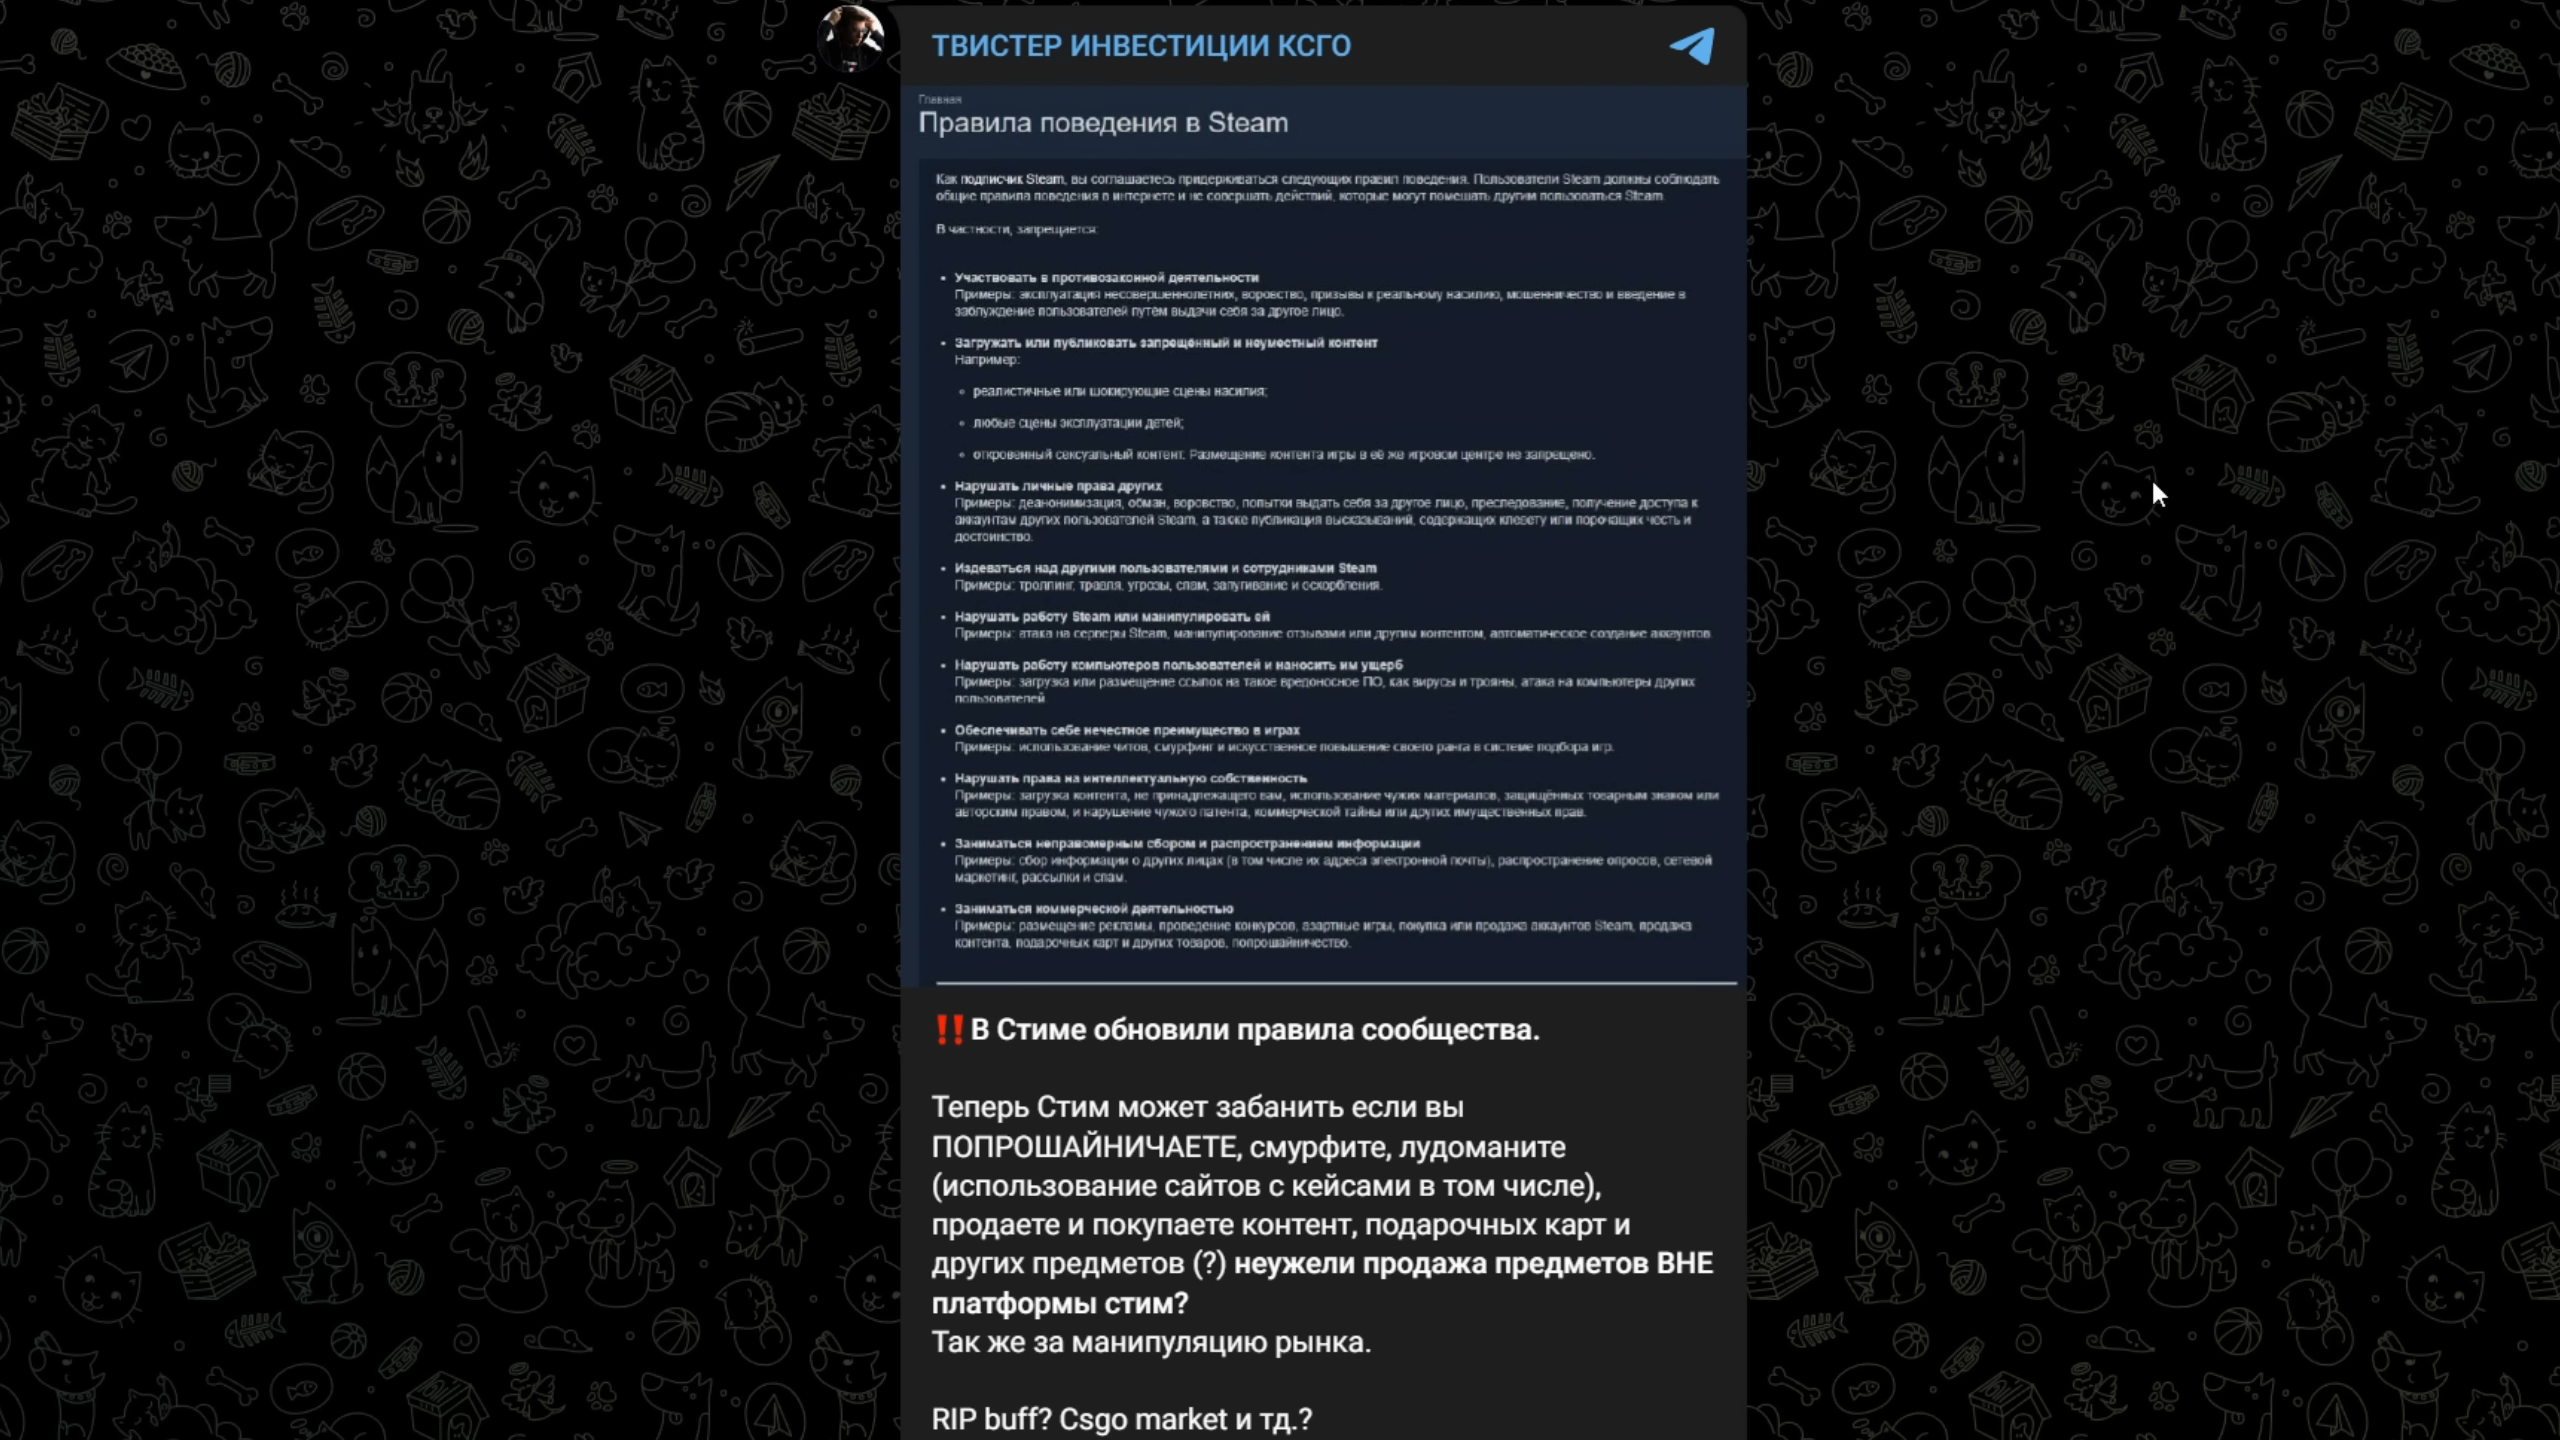 ТВИСТЕР ИНВЕСТИЦИИ КСГО
Главная
Правила поведения в Steam
Как подписчик Steam, вы соглашаетесь придерживаться следующих правил поведения. Пользователи Steam должны соблюдать
общие правила поведения в интернете и не совершать действий, которые могут помешать другим пользоваться Steam.
В частности, запрещается:
• Участвовать в противозаконной деятельности
Примеры: эксплуатация несовершеннолетних, воровство, призывы к реальному насилию, мошенничество и введение в
заблуждение пользователей путём выдачи себя за другое лицо.
• Загружать или публиковать запрещённый и неуместный контент
Например:
◦ реалистичные или шокирующие сцены насилия;
◦ любые сцены эксплуатации детей;
◦ откровенный сексуальный контент. Размещение контента игры в её же игровом центре не запрещено.
• Нарушать личные права других
Примеры: деанонимизация, обман, воровство, попытки выдать себя за другое лицо, преследование, получение доступа к
аккаунтам других пользователей Steam, а также публикация высказываний, содержащих клевету или порочащих честь и
достоинство.
• Издеваться над другими пользователями и сотрудниками Steam
Примеры: троллинг, травля, угрозы, спам, запугивание и оскорбления.
• Нарушать работу Steam или манипулировать ей
Примеры: атака на серверы Steam, манипулирование отзывами или другим контентом, автоматическое создание аккаунтов.
• Нарушать работу компьютеров пользователей и наносить им ущерб
Примеры: загрузка или размещение ссылок на такое вредоносное ПО, как вирусы и трояны, атака на компьютеры других
пользователей.
• Обеспечивать себе нечестное преимущество в играх
Примеры: использование читов, смурфинг и искусственное повышение своего ранга в системе подбора игр.
• Нарушать права на интеллектуальную собственность
Примеры: загрузка контента, не принадлежащего вам, использование чужих материалов, защищённых товарным знаком или
авторским правом, и нарушение чужого патента, коммерческой тайны или других имущественных прав.
• Заниматься неправомерным сбором и распространением информации
Примеры: сбор информации о других лицах (в том числе их адреса электронной почты), распространение опросов, сетевой
маркетинг, рассылки и спам.
• Заниматься коммерческой деятельностью
Примеры: размещение рекламы, проведение конкурсов, азартные игры, покупка или продажа аккаунтов Steam, продажа
контента, подарочных карт и других товаров, попрошайничество.
‼️В Стиме обновили правила сообщества.
Теперь Стим может забанить если вы
ПОПРОШАЙНИЧАЕТЕ, смурфите, лудоманите
(использование сайтов с кейсами в том числе),
продаете и покупаете контент, подарочных карт и
других предметов (?) неужели продажа предметов ВНЕ
платформы стим?
Так же за манипуляцию рынка.
RIP buff? Csgo market и тд.?